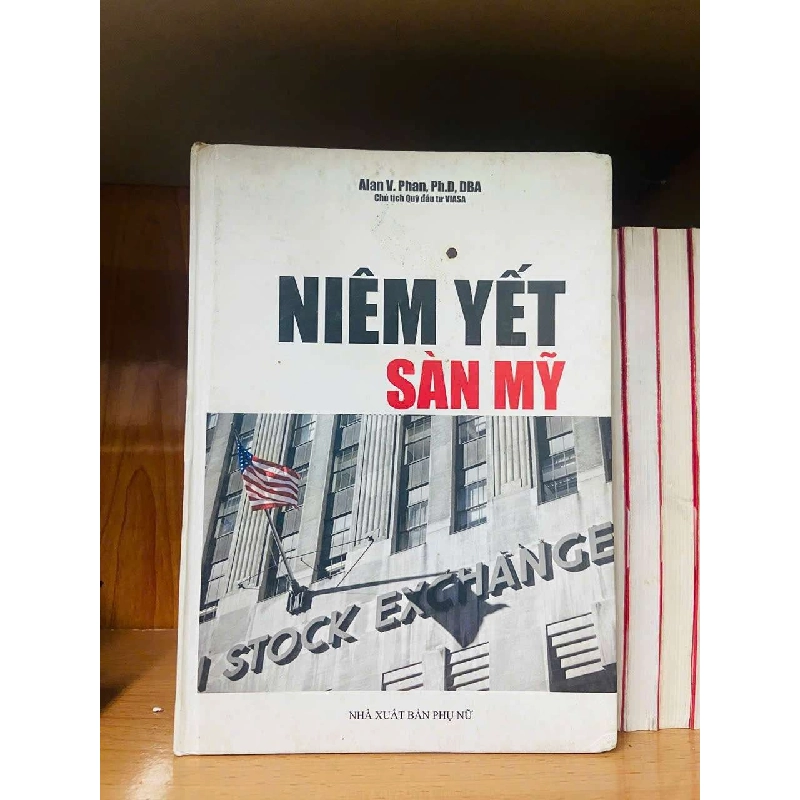 Alan V. Phan, Ph.D, DBA
Chủ tịch Quỹ đầu tư VIASA
NIÊM YẾT
SÀN MỸ
STOCK EXCHANGE
NHÀ XUẤT BẢN PHỤ NỮ